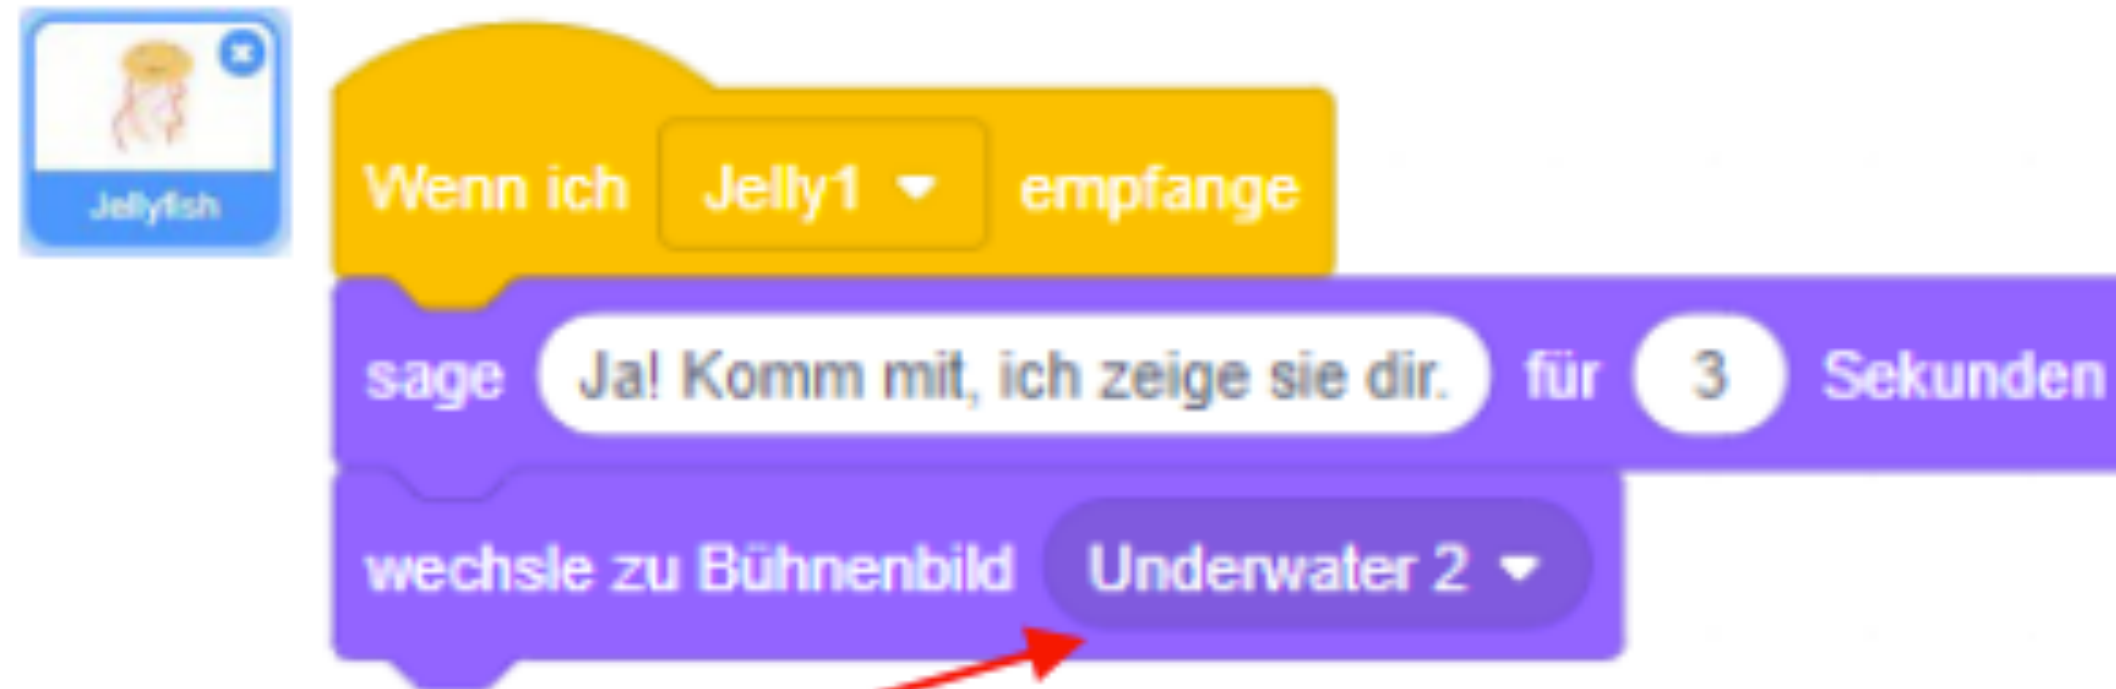 Jellyfish
Wenn ich Jelly1 empfange
sage Ja! Komm mit, ich zeige sie dir. für 3 Sekunden
wechsle zu Bühnenbild Underwater 2